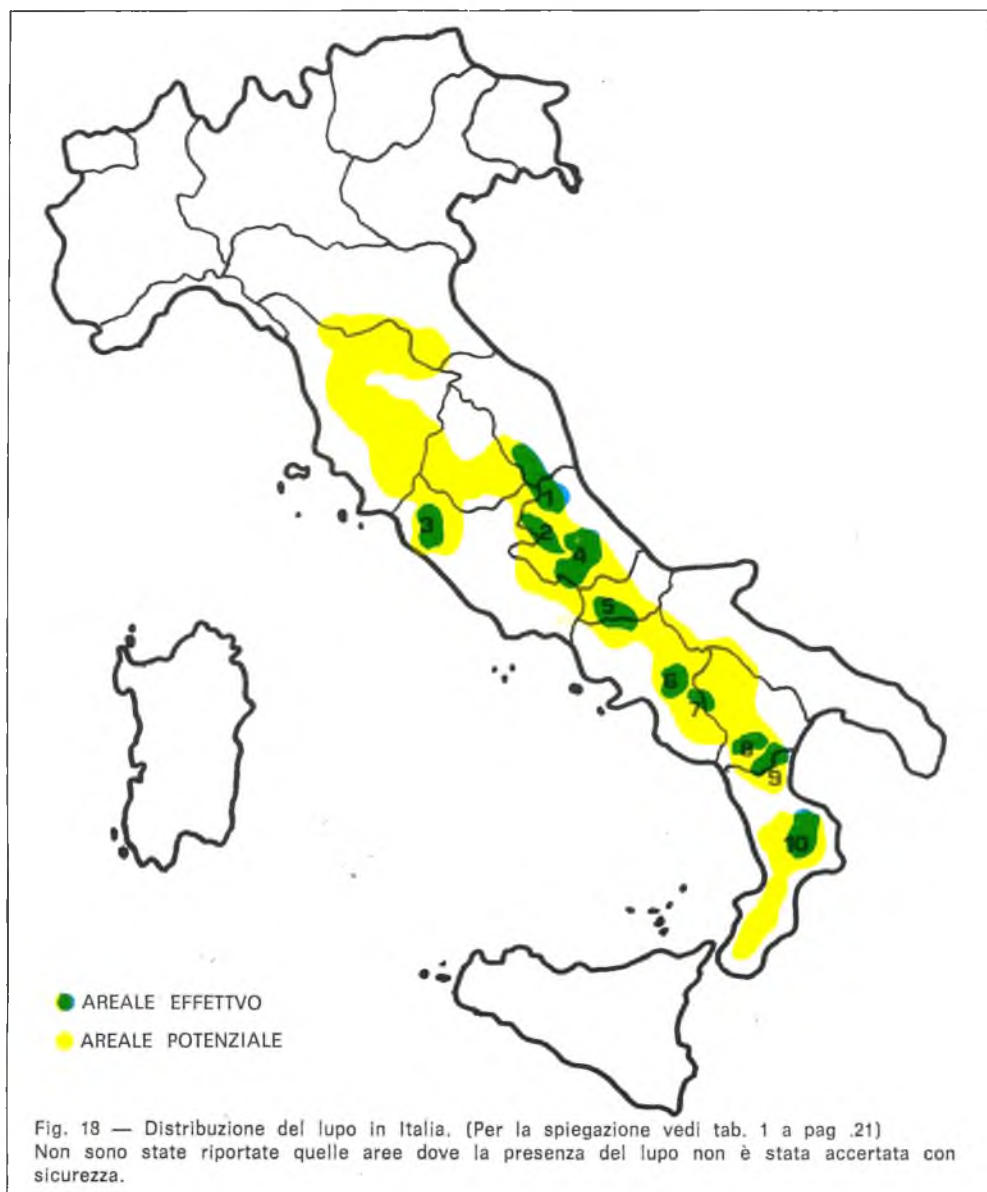 1
2
3
4
5
6
7
8
9
10
AREALE EFFETTVO
AREALE POTENZIALE
Fig. 18 — Distribuzione del lupo in Italia. (Per la spiegazione vedi tab. 1 a pag .21)
Non sono state riportate quelle aree dove la presenza del lupo non è stata accertata con
sicurezza.